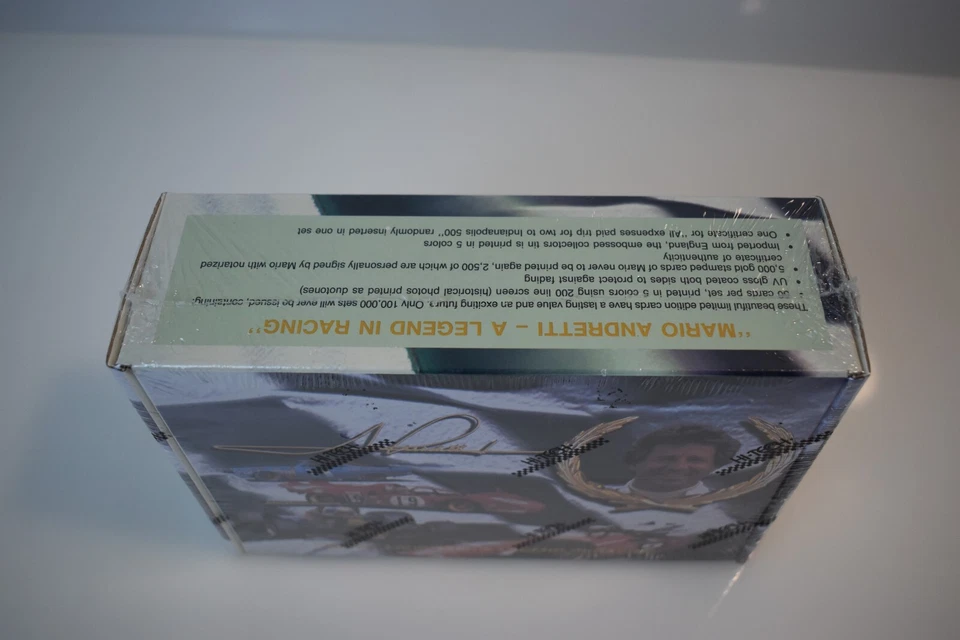 "MARIO ANDRETTI – A LEGEND IN RACING"
These beautiful limited edition cards have a lasting value and an exciting future. Only 100,000 sets will ever be issued, containing:
• 50 cards per set, printed in 5 colors using 200 line screen (historical photos printed as duotones)
• UV gloss coated both sides to protect against fading
• 5,000 gold stamped cards of Mario never to be printed again, 2,500 of which are personally signed by Mario with notarized
certificate of authenticity
• Imported from England, the embossed collectors tin is printed in 5 colors
• One certificate for "All" expenses paid trip for two to Indianapolis 500" randomly inserted in one set
HI-TECH
HI-TECH
19